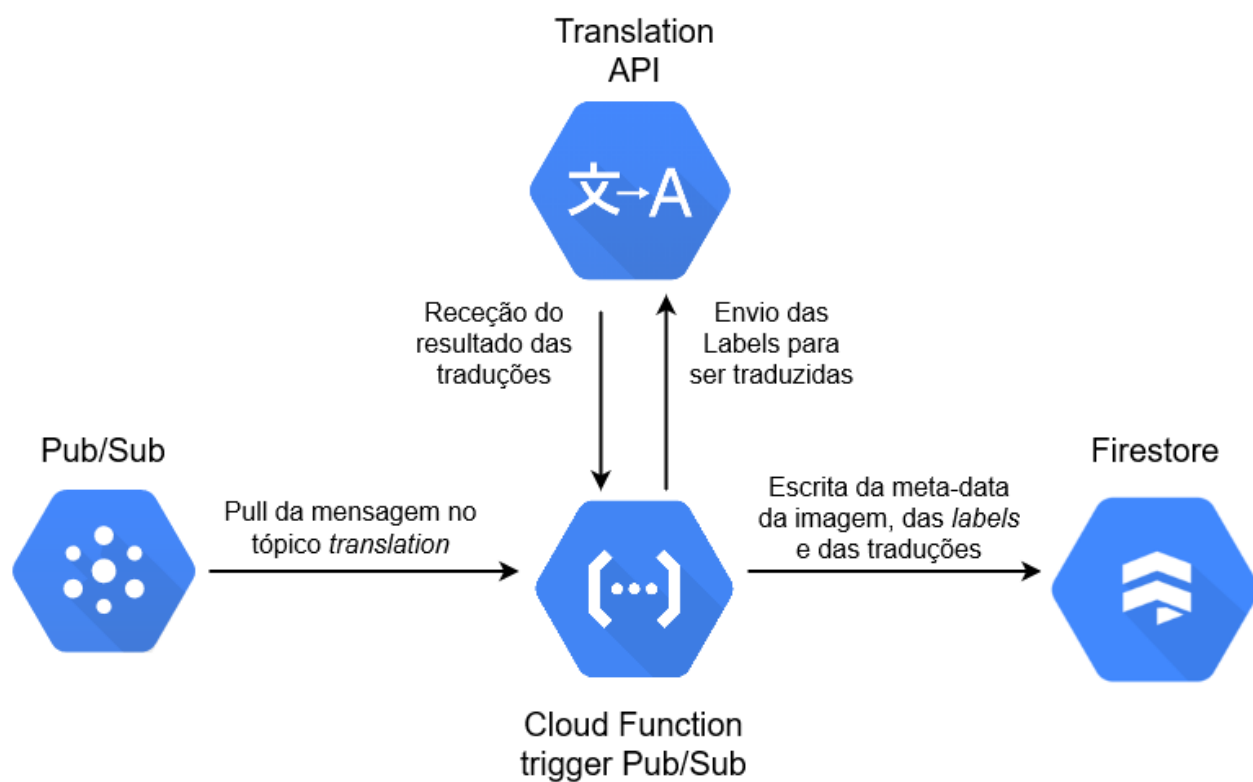 Translation
API
文→A
Receção do
resultado das
traduções
Envio das
Labels para
ser traduzidas
Pub/Sub
Pull da mensagem no
tópico translation
Firestore
Escrita da meta-data
da imagem, das labels
e das traduções
Cloud Function
trigger Pub/Sub